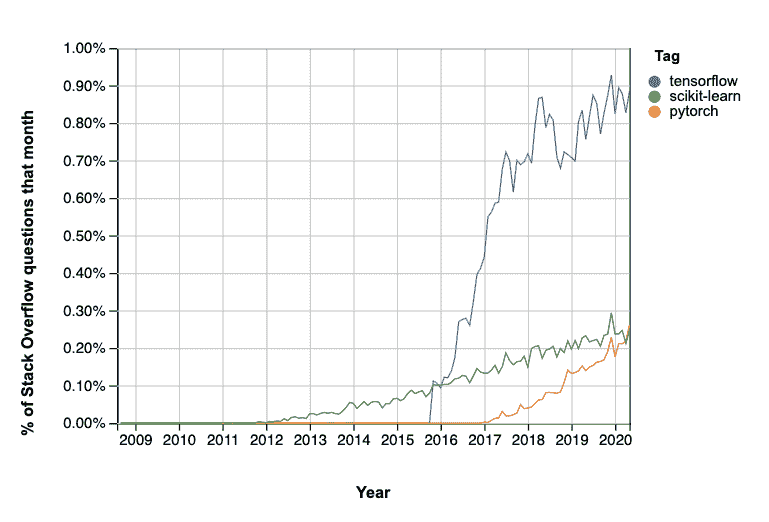 % of Stack Overflow questions that month
1.00%
0.90%
0.80%
0.70%
0.60%
0.50%
0.40%
0.30%
0.20%
0.10%
0.00%
2009 2010 2011 2012 2013 2014 2015 2016 2017 2018 2019 2020
Year
Tag
tensorflow
scikit-learn
pytorch